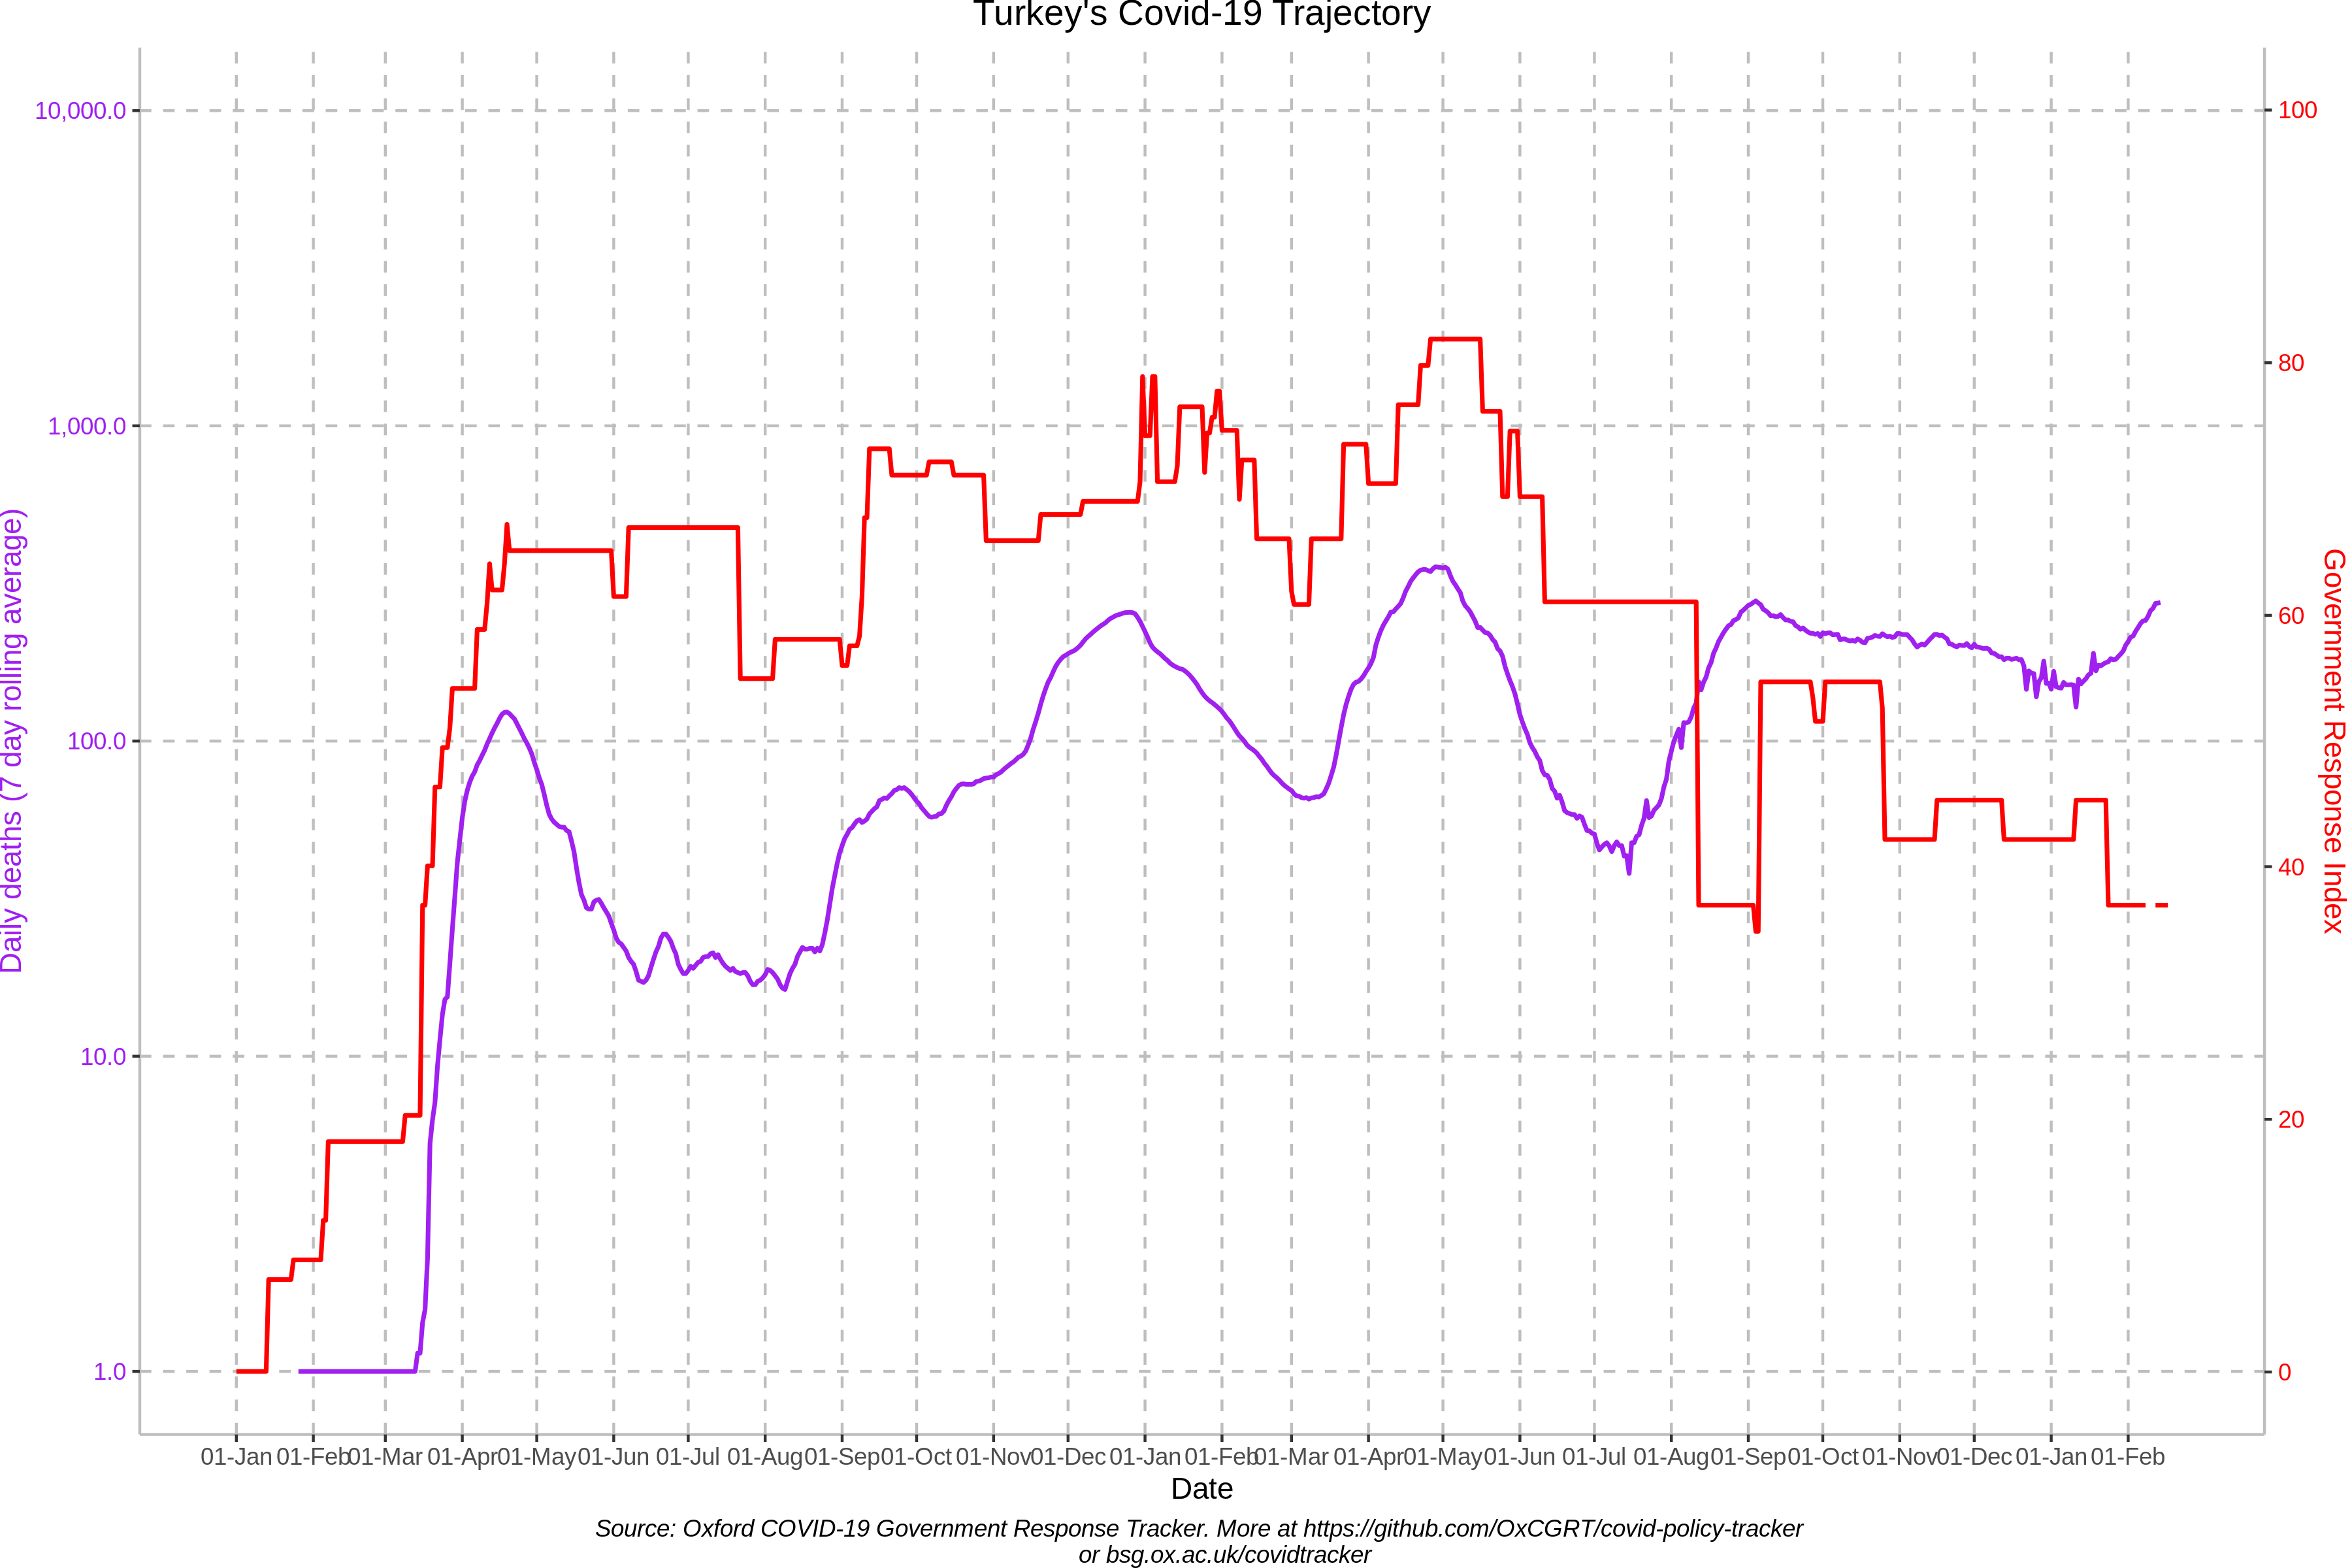 Turkey's Covid-19 Trajectory
10,000.0
1,000.0
100.0
10.0
1.0
Daily deaths (7 day rolling average)
100
80
60
40
20
0
Government Response Index
01-Jan 01-Feb 01-Mar 01-Apr 01-May 01-Jun 01-Jul 01-Aug 01-Sep 01-Oct 01-Nov 01-Dec 01-Jan 01-Feb 01-Mar 01-Apr 01-May 01-Jun 01-Jul 01-Aug 01-Sep 01-Oct 01-Nov 01-Dec 01-Jan 01-Feb
Date
Source: Oxford COVID-19 Government Response Tracker. More at https://github.com/OxCGRT/covid-policy-tracker
or bsg.ox.ac.uk/covidtracker